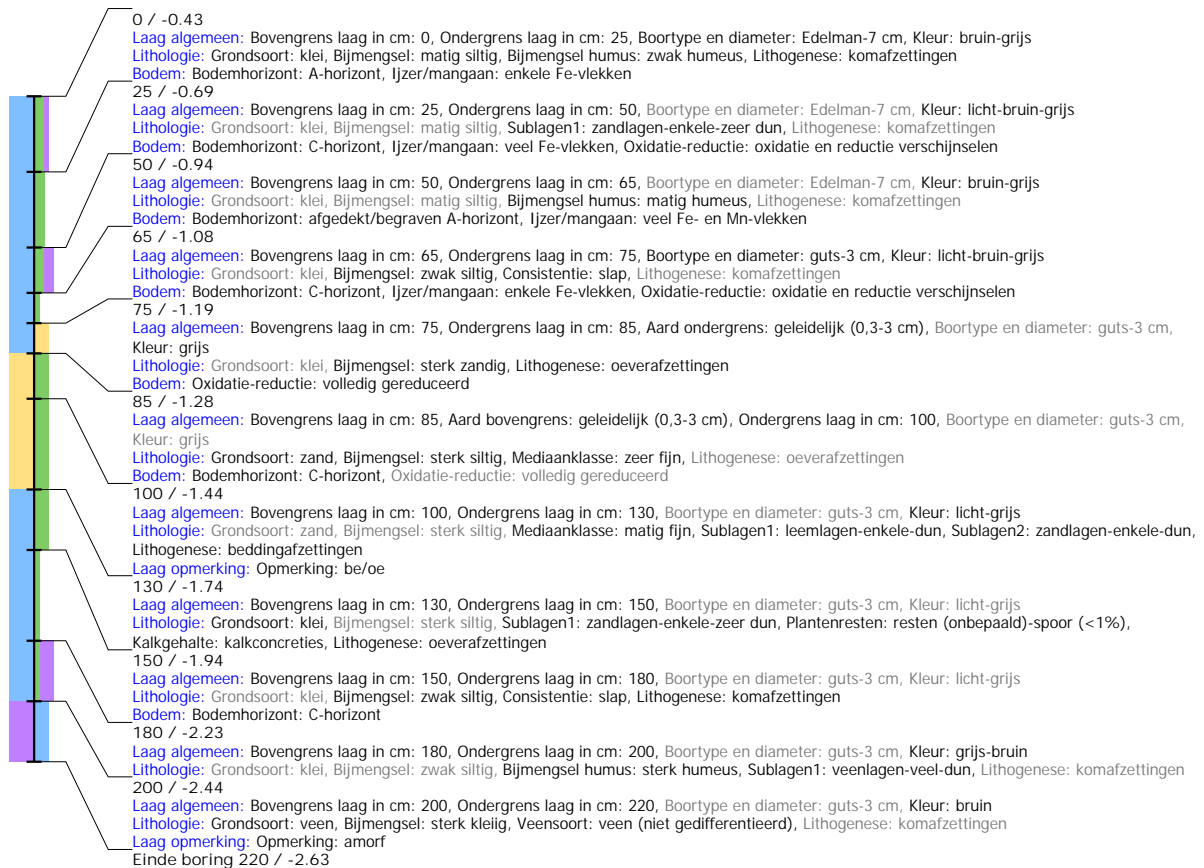 0 / -0.43
Laag algemeen: Bovengrens laag in cm: 0, Ondergrens laag in cm: 25, Boortype en diameter: Edelman-7 cm, Kleur: bruin-grijs
Lithologie: Grondsoort: klei, Bijmengsel: matig siltig, Bijmengsel humus: zwak humeus, Lithogenese: komafzettingen
Bodem: Bodemhorizont: A-horizont, Ijzer/mangaan: enkele Fe-vlekken
25 / -0.69
Laag algemeen: Bovengrens laag in cm: 25, Ondergrens laag in cm: 50, Boortype en diameter: Edelman-7 cm, Kleur: licht-bruin-grijs
Lithologie: Grondsoort: klei, Bijmengsel: matig siltig, Sublagen1: zandlagen-enkele-zeer dun, Lithogenese: komafzettingen
Bodem: Bodemhorizont: C-horizont, Ijzer/mangaan: veel Fe-vlekken, Oxidatie-reductie: oxidatie en reductie verschijnselen
50 / -0.94
Laag algemeen: Bovengrens laag in cm: 50, Ondergrens laag in cm: 65, Boortype en diameter: Edelman-7 cm, Kleur: bruin-grijs
Lithologie: Grondsoort: klei, Bijmengsel: matig siltig, Bijmengsel humus: matig humeus, Lithogenese: komafzettingen
Bodem: Bodemhorizont: afgedekt/begraven A-horizont, Ijzer/mangaan: veel Fe- en Mn-vlekken
65 / -1.08
Laag algemeen: Bovengrens laag in cm: 65, Ondergrens laag in cm: 75, Boortype en diameter: guts-3 cm, Kleur: licht-bruin-grijs
Lithologie: Grondsoort: klei, Bijmengsel: zwak siltig, Consistentie: slap, Lithogenese: komafzettingen
Bodem: Bodemhorizont: C-horizont, Ijzer/mangaan: enkele Fe-vlekken, Oxidatie-reductie: oxidatie en reductie verschijnselen
75 / -1.19
Laag algemeen: Bovengrens laag in cm: 75, Ondergrens laag in cm: 85, Aard ondergrens: geleidelijk (0,3-3 cm), Boortype en diameter: guts-3 cm,
Kleur: grijs
Lithologie: Grondsoort: klei, Bijmengsel: sterk zandig, Lithogenese: oeverafzettingen
Bodem: Oxidatie-reductie: volledig gereduceerd
85 / -1.28
Laag algemeen: Bovengrens laag in cm: 85, Aard bovengrens: geleidelijk (0,3-3 cm), Ondergrens laag in cm: 100, Boortype en diameter: guts-3 cm,
Kleur: grijs
Lithologie: Grondsoort: zand, Bijmengsel: sterk siltig, Mediaanklasse: zeer fijn, Lithogenese: oeverafzettingen
Bodem: Bodemhorizont: C-horizont, Oxidatie-reductie: volledig gereduceerd
100 / -1.44
Laag algemeen: Bovengrens laag in cm: 100, Ondergrens laag in cm: 130, Boortype en diameter: guts-3 cm, Kleur: licht-grijs
Lithologie: Grondsoort: zand, Bijmengsel: sterk siltig, Mediaanklasse: matig fijn, Sublagen1: leemlagen-enkele-dun, Sublagen2: zandlagen-enkele-dun,
Lithogenese: beddingafzettingen
Laag opmerking: Opmerking: be/oe
130 / -1.74
Laag algemeen: Bovengrens laag in cm: 130, Ondergrens laag in cm: 150, Boortype en diameter: guts-3 cm, Kleur: licht-grijs
Lithologie: Grondsoort: klei, Bijmengsel: sterk siltig, Sublagen1: zandlagen-enkele-zeer dun, Plantenresten: resten (onbepaald)-spoor (<1%),
Kalkgehalte: kalkconcreties, Lithogenese: oeverafzettingen
150 / -1.94
Laag algemeen: Bovengrens laag in cm: 150, Ondergrens laag in cm: 180, Boortype en diameter: guts-3 cm, Kleur: licht-grijs
Lithologie: Grondsoort: klei, Bijmengsel: zwak siltig, Consistentie: slap, Lithogenese: komafzettingen
Bodem: Bodemhorizont: C-horizont
180 / -2.23
Laag algemeen: Bovengrens laag in cm: 180, Ondergrens laag in cm: 200, Boortype en diameter: guts-3 cm, Kleur: grijs-bruin
Lithologie: Grondsoort: klei, Bijmengsel: zwak siltig, Bijmengsel humus: sterk humeus, Sublagen1: veenlagen-veel-dun, Lithogenese: komafzettingen
200 / -2.44
Laag algemeen: Bovengrens laag in cm: 200, Ondergrens laag in cm: 220, Boortype en diameter: guts-3 cm, Kleur: bruin
Lithologie: Grondsoort: veen, Bijmengsel: sterk kleiig, Veensoort: veen (niet gedifferentieerd), Lithogenese: komafzettingen
Laag opmerking: Opmerking: amorf
Einde boring 220 / -2.63